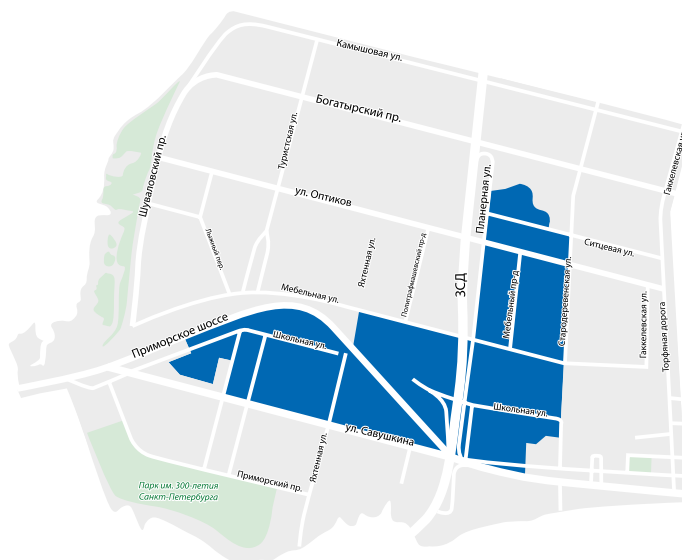 Камышовая ул.
Богатырский пр.
Туристская ул.
Гаккелевская ул.
Шуваловский пр.
Планерная ул.
ул. Оптиков
Ситцевая ул.
Лыжный пер.
Яхтенная ул.
Полиграфмашевский пр-д
ЗСД
Мебельный пр-д
Стародеревенская ул.
Мебельная ул.
Гаккелевская ул.
Торфяная дорога
Приморское шоссе
Школьная ул.
Школьная ул.
ул. Савушкина
Яхтенная ул.
Приморский пр.
Парк им. 300-летия
Санкт-Петербурга